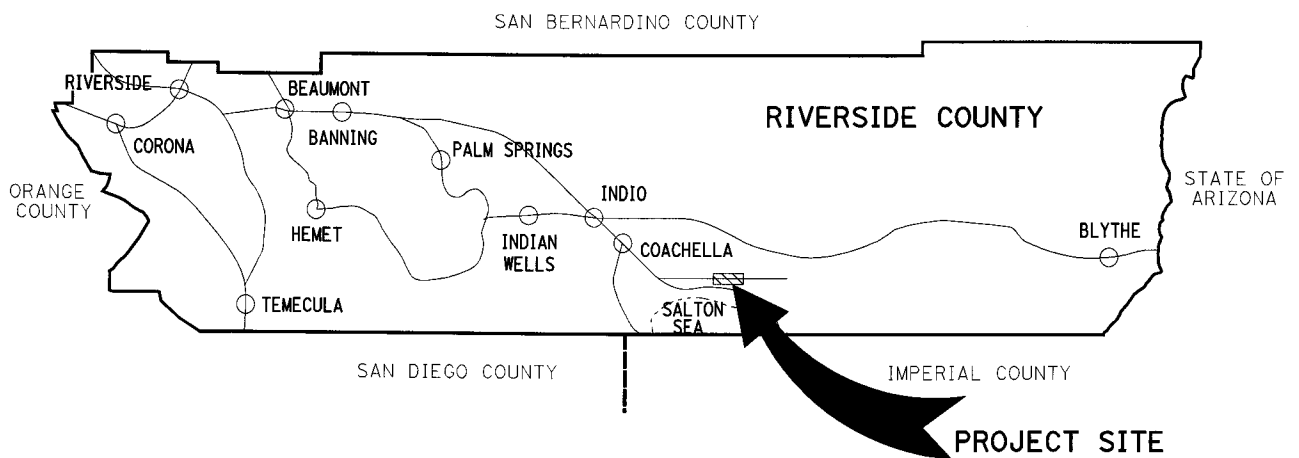 SAN BERNARDINO COUNTY
RIVERSIDE
BEAUMONT
RIVERSIDE COUNTY
CORONA
BANNING
PALM SPRINGS
ORANGE
COUNTY
STATE OF
ARIZONA
INDIO
HEMET
INDIAN
WELLS
COACHELLA
BLYTHE
TEMECULA
SALTON
SEA
SAN DIEGO COUNTY
IMPERIAL COUNTY
PROJECT SITE